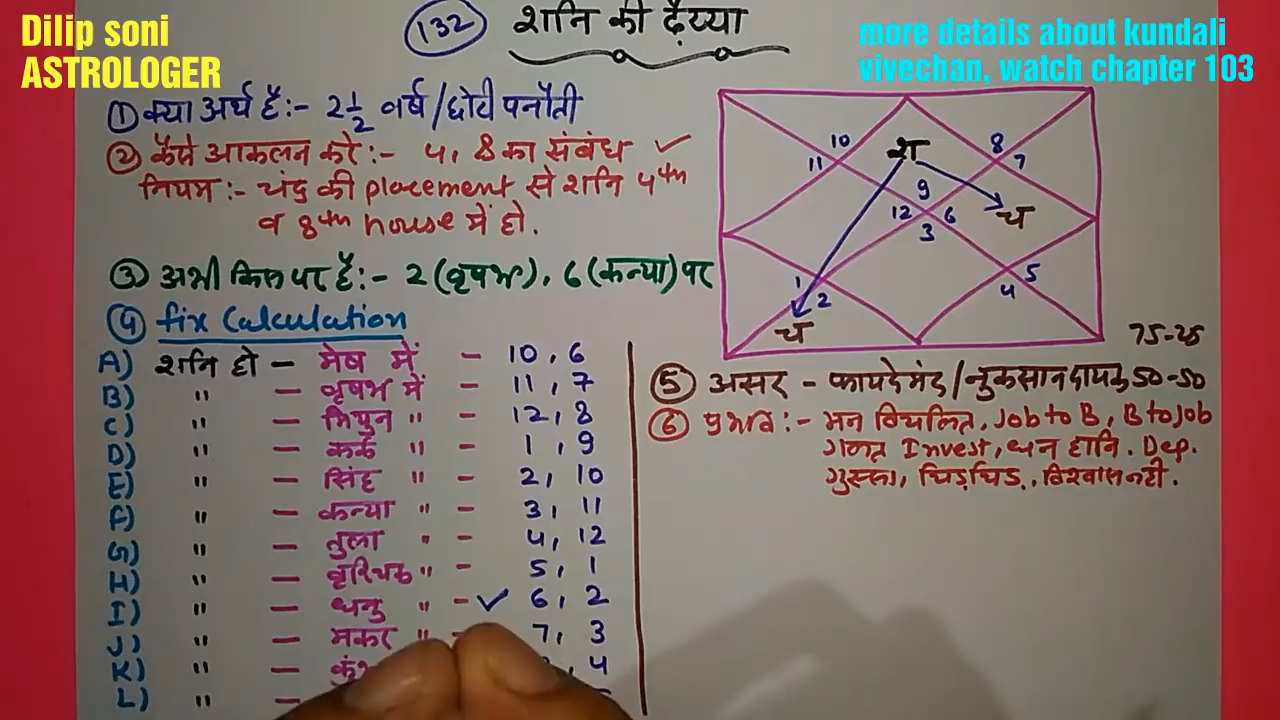 Dilip soni
ASTROLOGER
more details about kundali
vivechan, watch chapter 103
132 शनि की ढ़ैय्या
① क्या अर्थ है :- 2 1/2 वर्ष/छोटी पनौती
② कैसे आकलन करे :- 4, 8 का संबंध ✓
नियम :- चंद्र की placement से शनि 4th
व 8th house में हो.
③ अभी किस पर है :- 2 (वृषभ), 6 (कन्या) पर
④ fix Calculation
A) शनि हो - मेष में - 10, 6
B) " - वृषभ में - 11, 7
C) " - मिथुन " - 12, 8
D) " - कर्क " - 1, 9
E) " - सिंह " - 2, 10
F) " - कन्या " - 3, 11
G) " - तुला " - 4, 12
H) " - वृश्चिक " - 5, 1
I) " - धनु " - ✓ 6, 2
J) " - मकर " - 7, 3
K) " - 4
L) " -
10 श 8
11 7
9
12 6 च
3
1 5
2 4
च
75-25
⑤ असर - फायदेमंद/नुकसानदायक 50-50
⑥ प्रभाव :- मन विचलित, Job to B, B to Job
गलत Invest, धन हानि. Dep.
गुस्सा, चिड़चिड़, विश्वास नही.